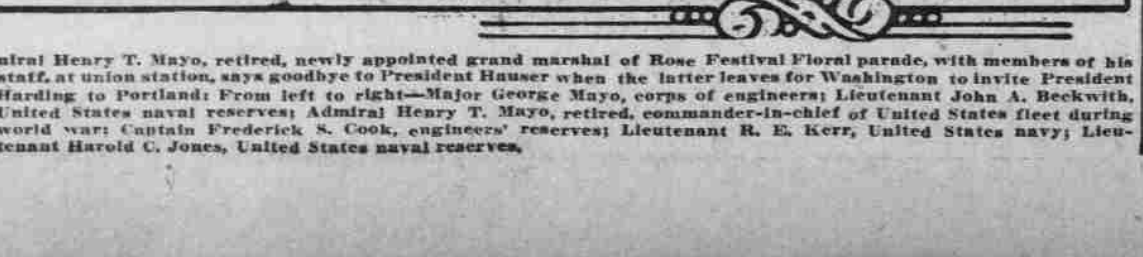 miral Henry T. Mayo, retired, newly appointed grand marshal of Rose Festival Floral parade, with members of his
staff, at union station, says goodbye to President Hauser when the latter leaves for Washington to invite President
Harding to Portland: From left to right—Major George Mayo, corps of engineers; Lieutenant John A. Beckwith,
United States naval reserves; Admiral Henry T. Mayo, retired, commander-in-chief of United States fleet during
world war; Captain Frederick S. Cook, engineers' reserves; Lieutenant R. E. Kerr, United States navy; Lieu-
tenant Harold C. Jones, United States naval reserves.